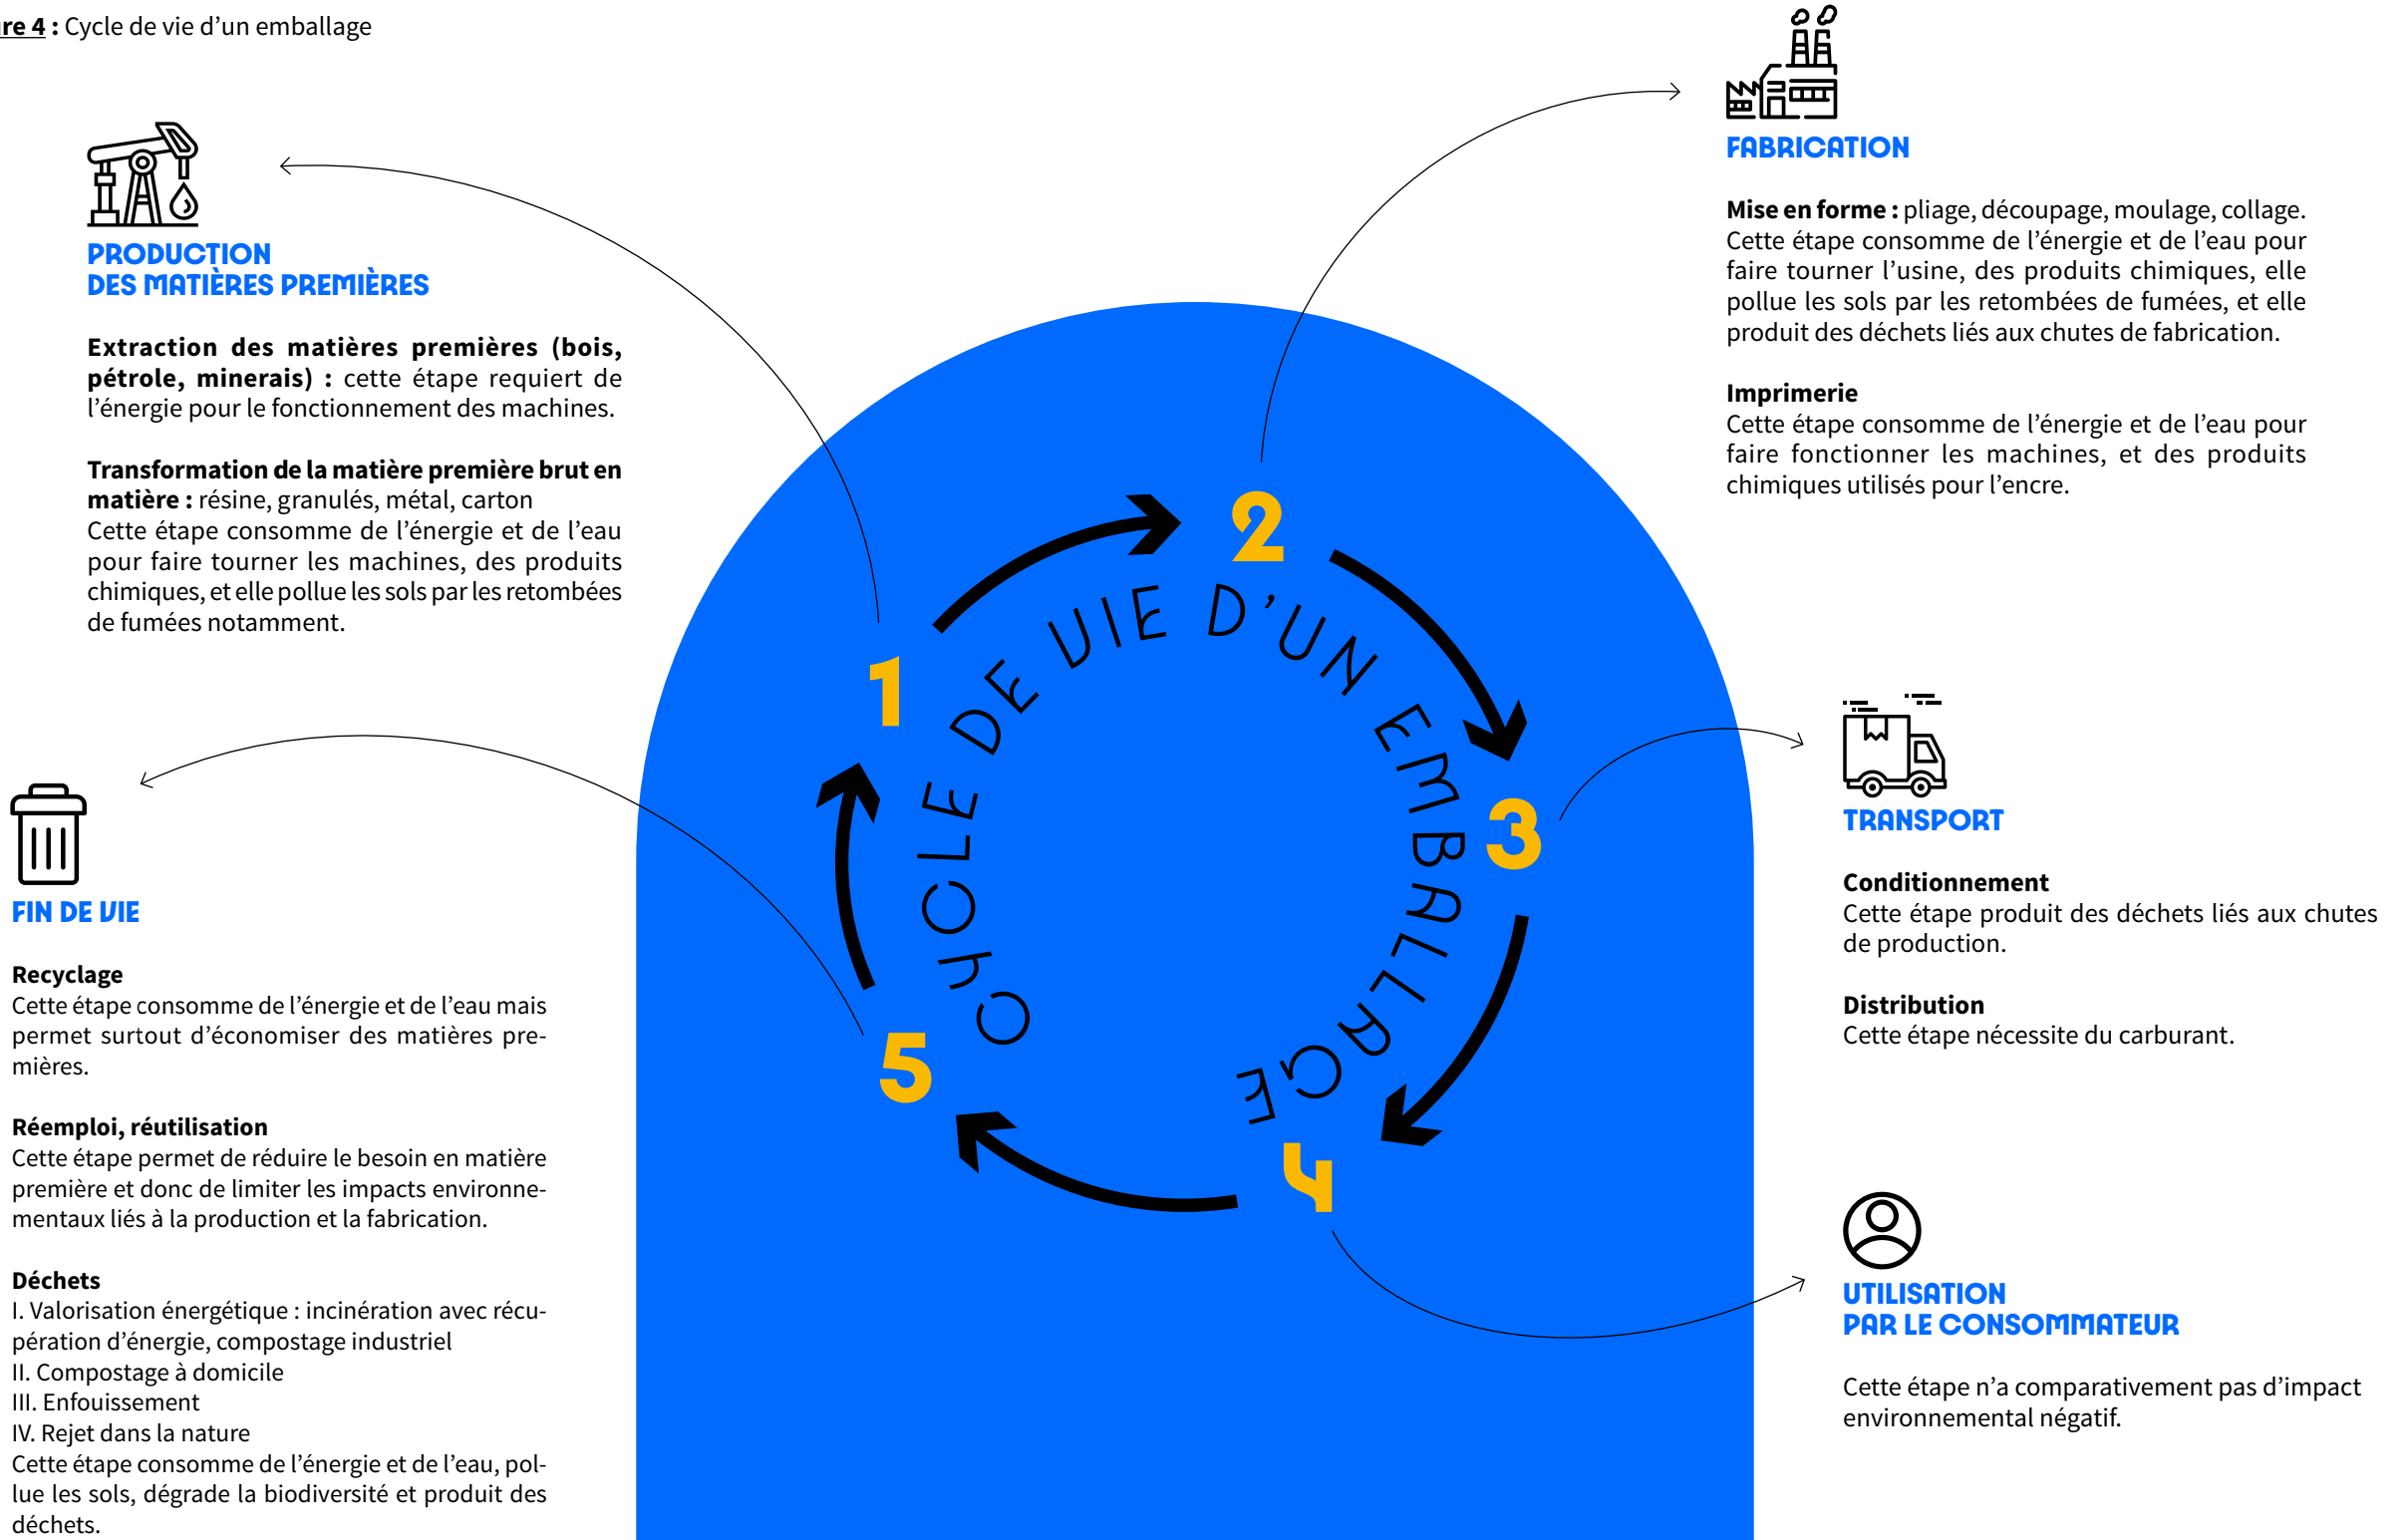 re 4 : Cycle de vie d’un emballage
PRODUCTION
DES MATIÈRES PREMIÈRES
Extraction des matières premières (bois,
pétrole, minerais) : cette étape requiert de
l’énergie pour le fonctionnement des machines.
Transformation de la matière première brut en
matière : résine, granulés, métal, carton
Cette étape consomme de l’énergie et de l’eau
pour faire tourner les machines, des produits
chimiques, et elle pollue les sols par les retombées
de fumées notamment.
FABRICATION
Mise en forme : pliage, découpage, moulage, collage.
Cette étape consomme de l’énergie et de l’eau pour
faire tourner l’usine, des produits chimiques, elle
pollue les sols par les retombées de fumées, et elle
produit des déchets liés aux chutes de fabrication.
Imprimerie
Cette étape consomme de l’énergie et de l’eau pour
faire fonctionner les machines, et des produits
chimiques utilisés pour l’encre.
1
2
3
4
5
CYCLE DE VIE D’UN EMBALLAGE
TRANSPORT
Conditionnement
Cette étape produit des déchets liés aux chutes
de production.
Distribution
Cette étape nécessite du carburant.
UTILISATION
PAR LE CONSOMMATEUR
Cette étape n’a comparativement pas d’impact
environnemental négatif.
FIN DE VIE
Recyclage
Cette étape consomme de l’énergie et de l’eau mais
permet surtout d’économiser des matières pre-
mières.
Réemploi, réutilisation
Cette étape permet de réduire le besoin en matière
première et donc de limiter les impacts environne-
mentaux liés à la production et la fabrication.
Déchets
I. Valorisation énergétique : incinération avec récu-
pération d’énergie, compostage industriel
II. Compostage à domicile
III. Enfouissement
IV. Rejet dans la nature
Cette étape consomme de l’énergie et de l’eau, pol-
lue les sols, dégrade la biodiversité et produit des
déchets.